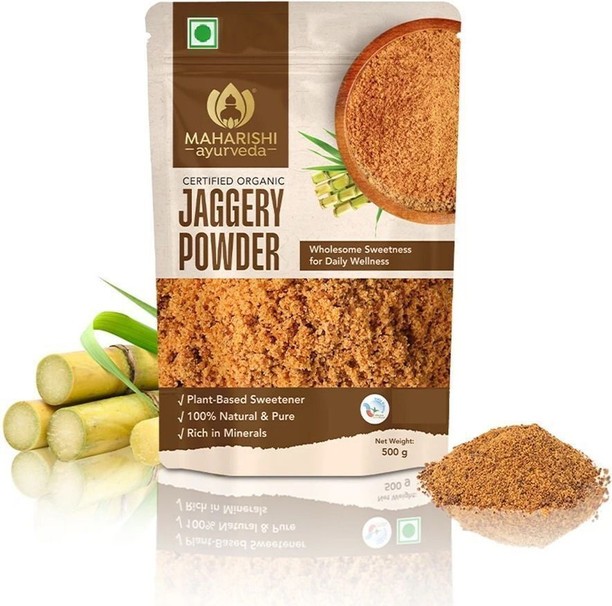 MAHARISHI
ayurveda
CERTIFIED ORGANIC
JAGGERY
POWDER
Wholesome Sweetness
for Daily Wellness
√ Plant-Based Sweetener
√ 100% Natural & Pure
√ Rich in Minerals
Net Weight:
500 g